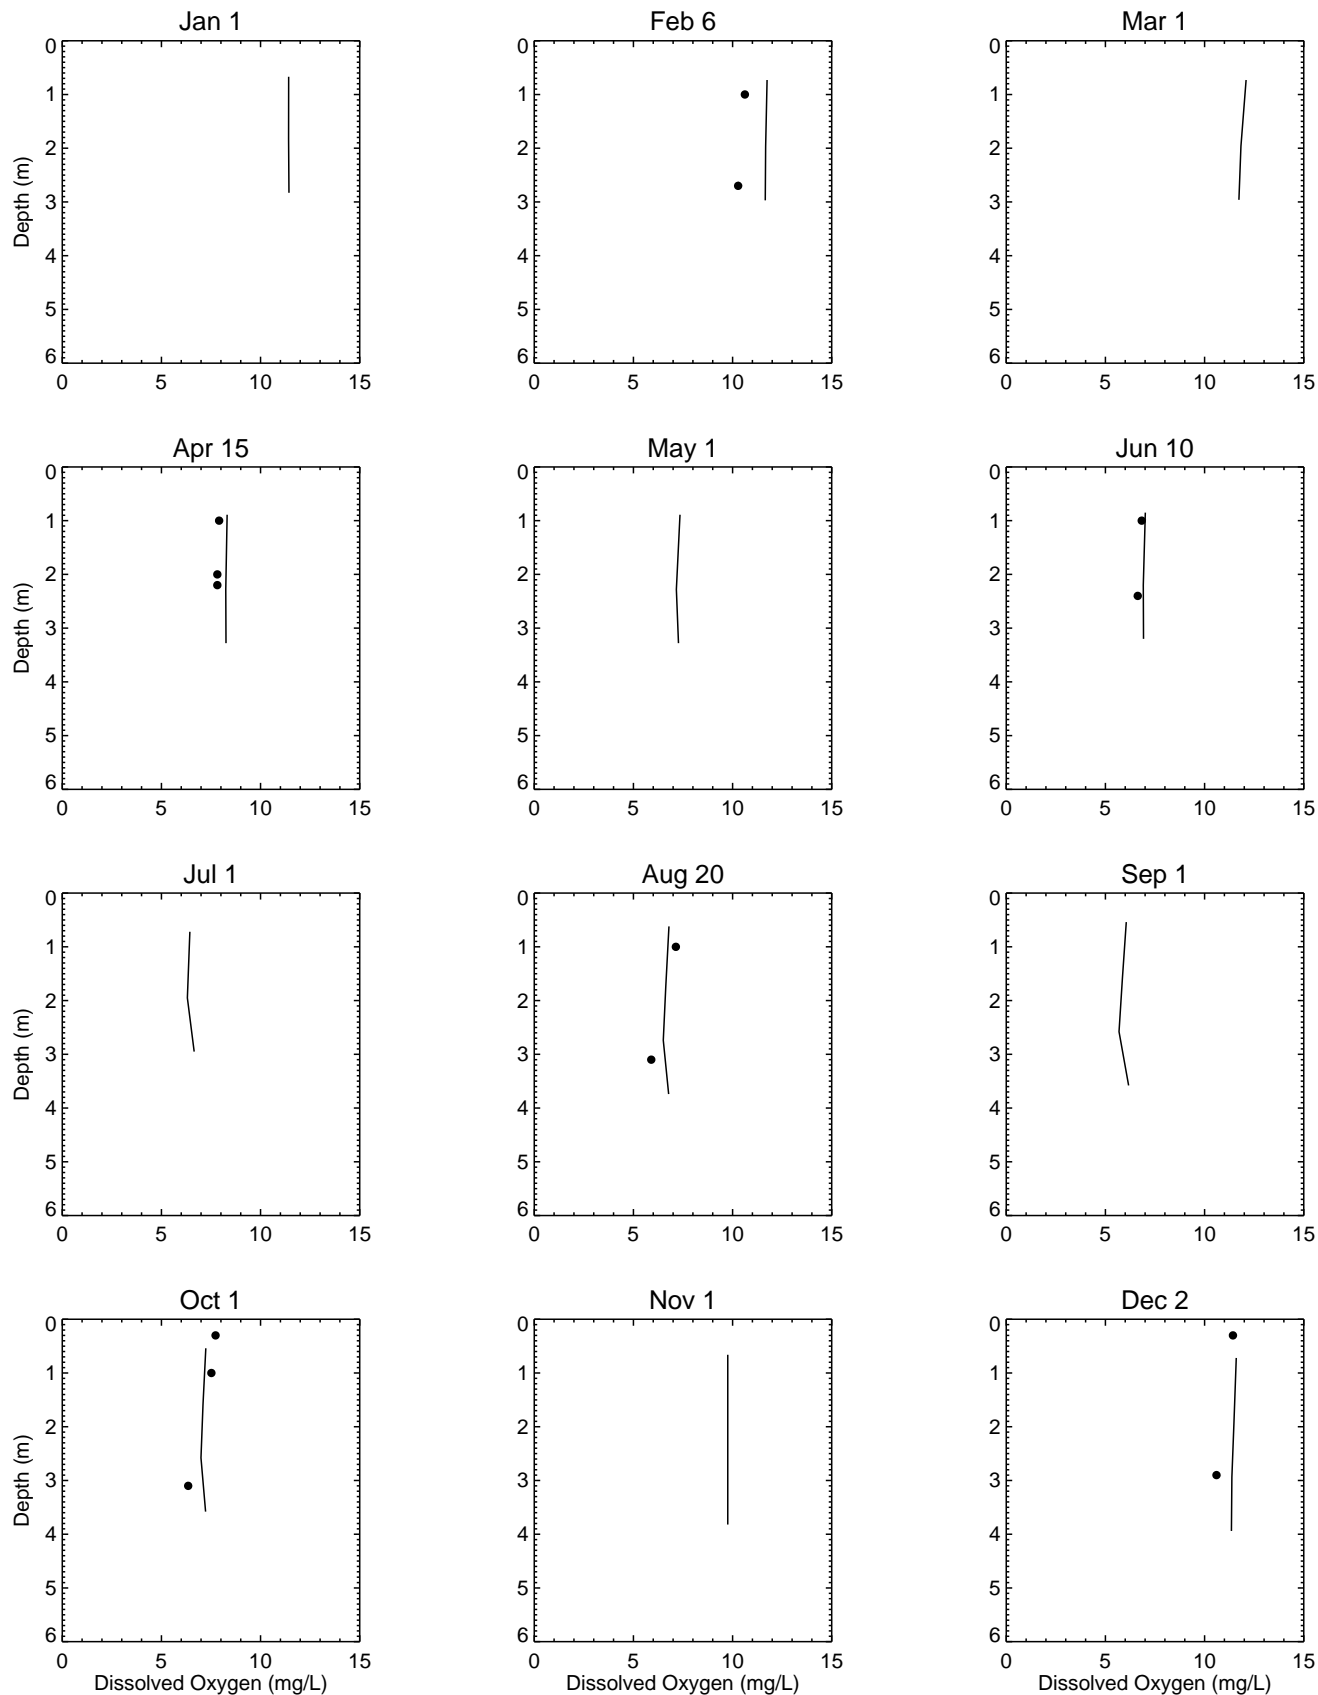 Jan 1 Feb 6 Mar 1
0 0 0
1 1 1
2 2 2
3 3 3
4 4 4
5 5 5
6 6 6
Depth (m)
0 5 10 15 0 5 10 15 0 5 10 15
Apr 15 May 1 Jun 10
0 0 0
1 1 1
2 2 2
3 3 3
4 4 4
5 5 5
6 6 6
Depth (m)
0 5 10 15 0 5 10 15 0 5 10 15
Jul 1 Aug 20 Sep 1
0 0 0
1 1 1
2 2 2
3 3 3
4 4 4
5 5 5
6 6 6
Depth (m)
0 5 10 15 0 5 10 15 0 5 10 15
Oct 1 Nov 1 Dec 2
0 0 0
1 1 1
2 2 2
3 3 3
4 4 4
5 5 5
6 6 6
Depth (m)
0 5 10 15 0 5 10 15 0 5 10 15
Dissolved Oxygen (mg/L) Dissolved Oxygen (mg/L) Dissolved Oxygen (mg/L)